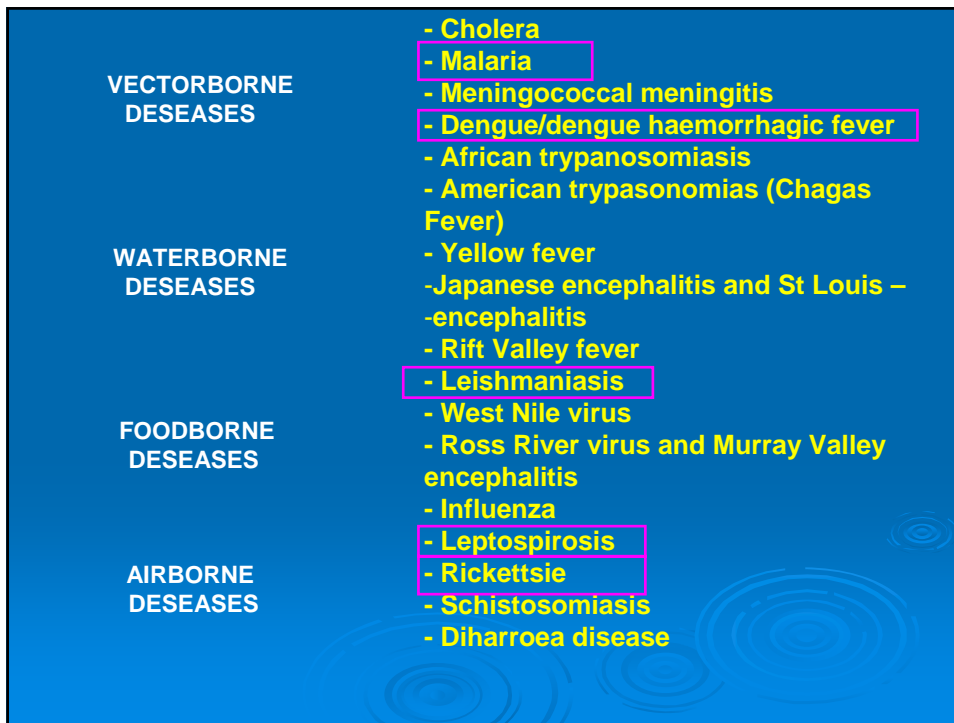 VECTORBORNE
DESEASES
WATERBORNE
DESEASES
FOODBORNE
DESEASES
AIRBORNE
DESEASES
- Cholera
- Malaria
- Meningococcal meningitis
- Dengue/dengue haemorrhagic fever
- African trypanosomiasis
- American trypasonomias (Chagas
Fever)
- Yellow fever
-Japanese encephalitis and St Louis –
-encephalitis
- Rift Valley fever
- Leishmaniasis
- West Nile virus
- Ross River virus and Murray Valley
encephalitis
- Influenza
- Leptospirosis
- Rickettsie
- Schistosomiasis
- Diharroea disease